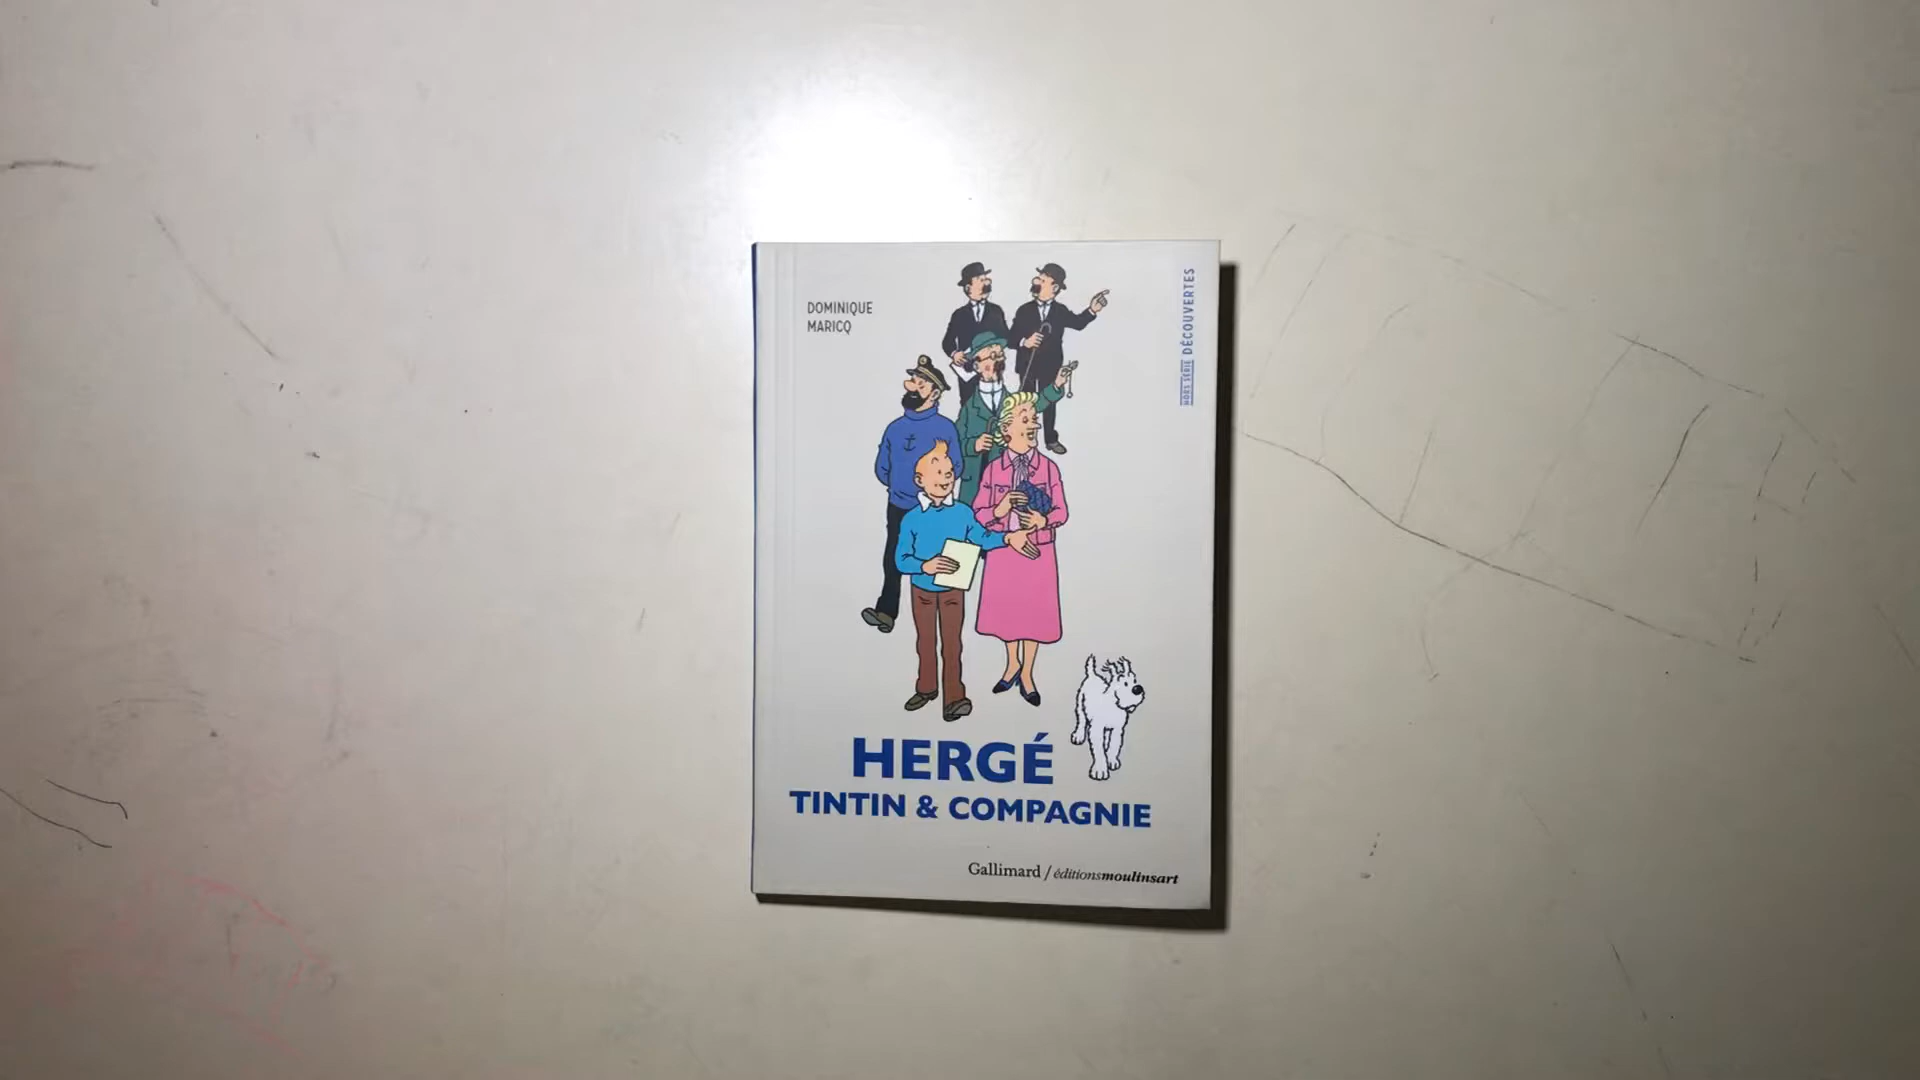 DOMINIQUE
MARICQ
HORS SÉRIE DÉCOUVERTES
HERGÉ
TINTIN & COMPAGNIE
Gallimard / éditionsmoulinsart